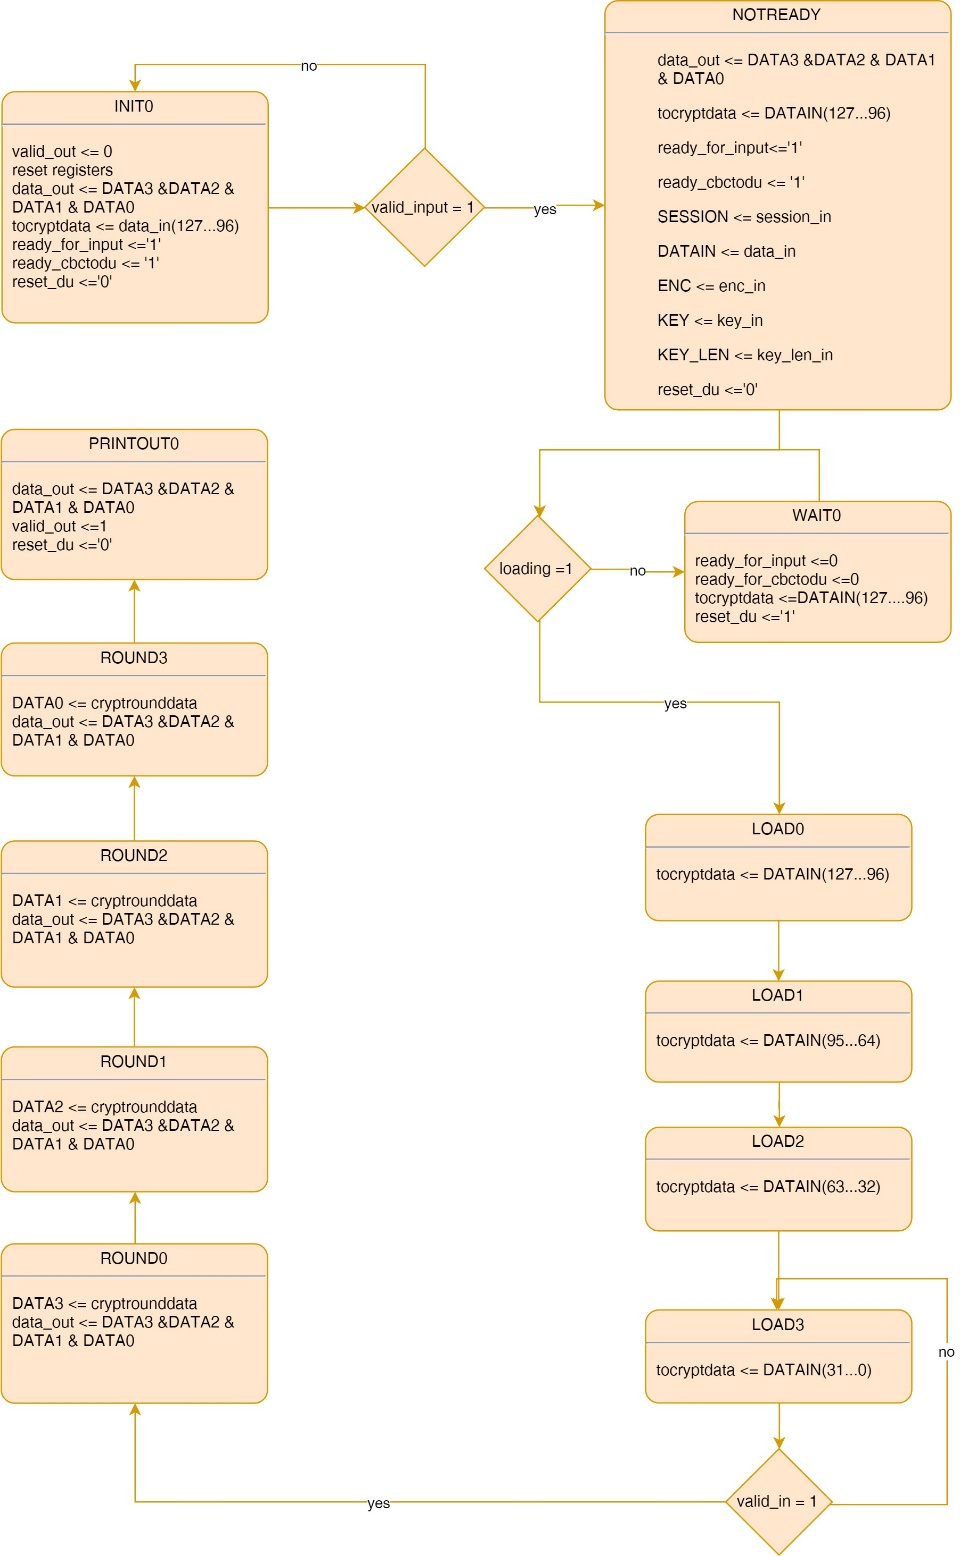 NOTREADY
data_out <= DATA3 &DATA2 & DATA1
& DATA0
tocryptdata <= DATAIN(127...96)
ready_for_input<='1'
ready_cbctodu <= '1'
SESSION <= session_in
DATAIN <= data_in
ENC <= enc_in
KEY <= key_in
KEY_LEN <= key_len_in
reset_du <='0'
no
INIT0
valid_out <= 0
reset registers
data_out <= DATA3 &DATA2 &
DATA1 & DATA0
tocryptdata <= data_in(127...96)
ready_for_input <='1'
ready_cbctodu <= '1'
reset_du <='0'
valid_input = 1
yes
PRINTOUT0
data_out <= DATA3 &DATA2 &
DATA1 & DATA0
valid_out <=1
reset_du <='0'
loading =1
no
WAIT0
ready_for_input <=0
ready_for_cbctodu <=0
tocryptdata <=DATAIN(127....96)
reset_du <='1'
ROUND3
DATA0 <= cryptrounddata
data_out <= DATA3 &DATA2 &
DATA1 & DATA0
yes
ROUND2
DATA1 <= cryptrounddata
data_out <= DATA3 &DATA2 &
DATA1 & DATA0
LOAD0
tocryptdata <= DATAIN(127...96)
LOAD1
tocryptdata <= DATAIN(95...64)
ROUND1
DATA2 <= cryptrounddata
data_out <= DATA3 &DATA2 &
DATA1 & DATA0
LOAD2
tocryptdata <= DATAIN(63...32)
ROUND0
DATA3 <= cryptrounddata
data_out <= DATA3 &DATA2 &
DATA1 & DATA0
LOAD3
tocryptdata <= DATAIN(31...0)
no
valid_in = 1
yes